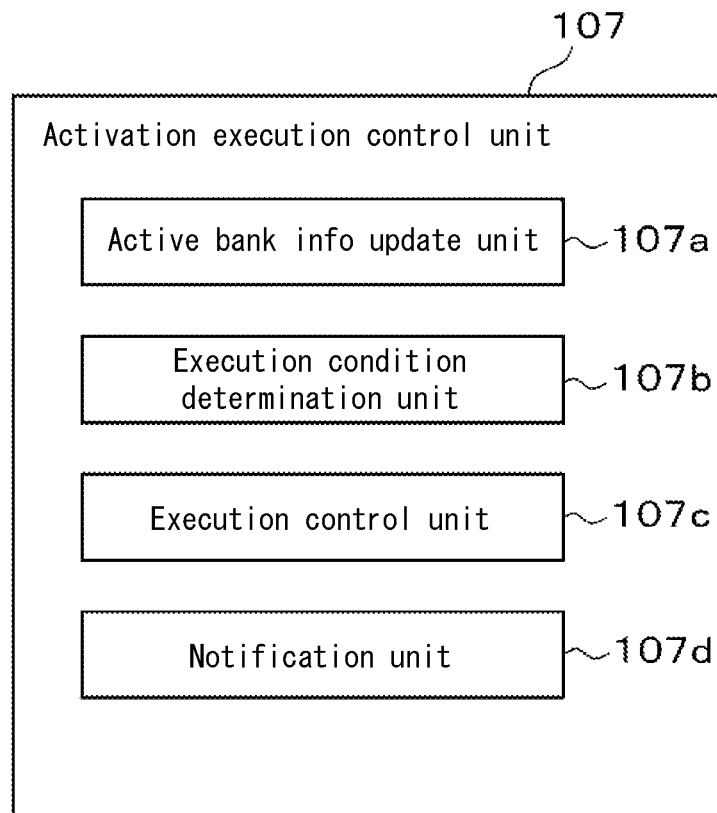 107
Activation execution control unit
Active bank info update unit
107a
Execution condition
determination unit
107b
Execution control unit
107c
Notification unit
107d